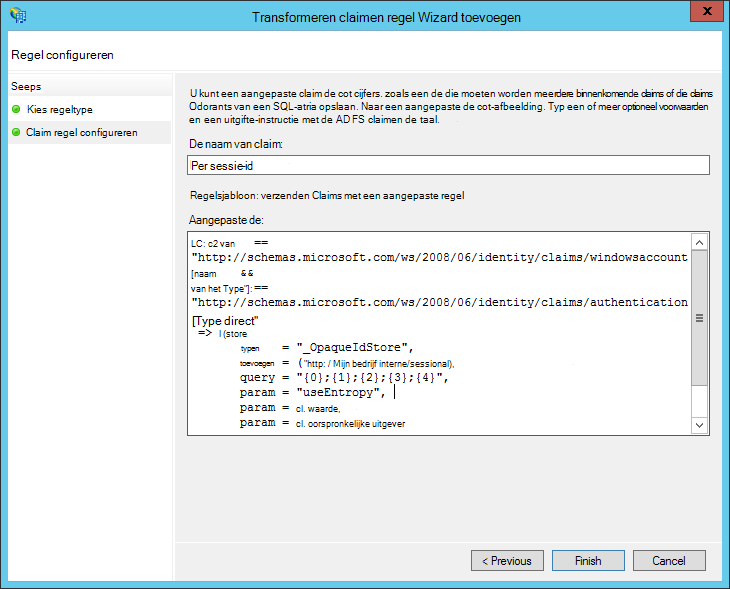 Transformeren claimen regel Wizard toevoegen
X
Regel configureren
Seeps
Kies regeltype
Claim regel configureren
U kunt een aangepaste claim de cot cijfers. zoals een de die moeten worden meerdere binnenkomende daims of die claims
Odorants van een SQL-atria opslaan. Naar een aangepaste de cot-afbeelding. Typ een of meer optioneel voorwaarden
en een uitgifte-instructie met de AD FS claimen de taal.
De naam van claim:
Per sessie-id
Regelsjabloon: verzenden Claims met een aangepaste regel
Aangepaste de:
LC: c2 van ==
"http://schemas.microsoft.com/ws/2008/06/identity/claims/windowsaccount
[naam &&
van het Type"]: ==
"http://schemas.microsoft.com/ws/2008/06/identity/claims/authentication
[Type direct"
=> I (store
typen = "_OpaqueIdStore",
toevoegen = ("http: / Mijn bedrijf interne/sessional),
query = "{0};{1};{2};{3};{4}",
param = "useEntropy",
param = cl. waarde,
param = cl. oorspronkelijke uitgever
< Previous
Finish
Cancel